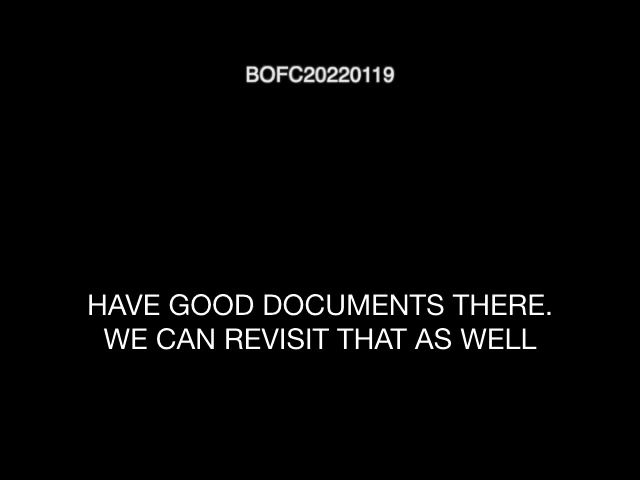 BOFC20220119
HAVE GOOD DOCUMENTS THERE.
WE CAN REVISIT THAT AS WELL